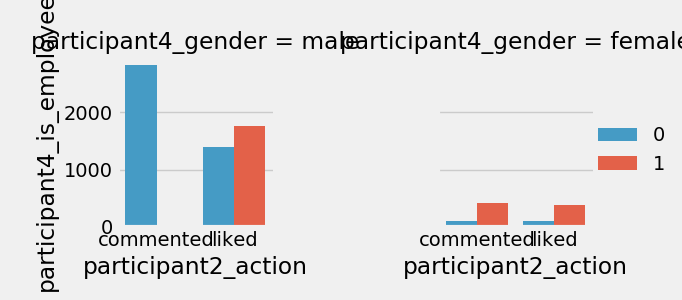 participant4_gender = male
participant4_gender = female
participant4_is_employee
2000
1000
0
commented
liked
commented
liked
participant2_action
participant2_action
0
1